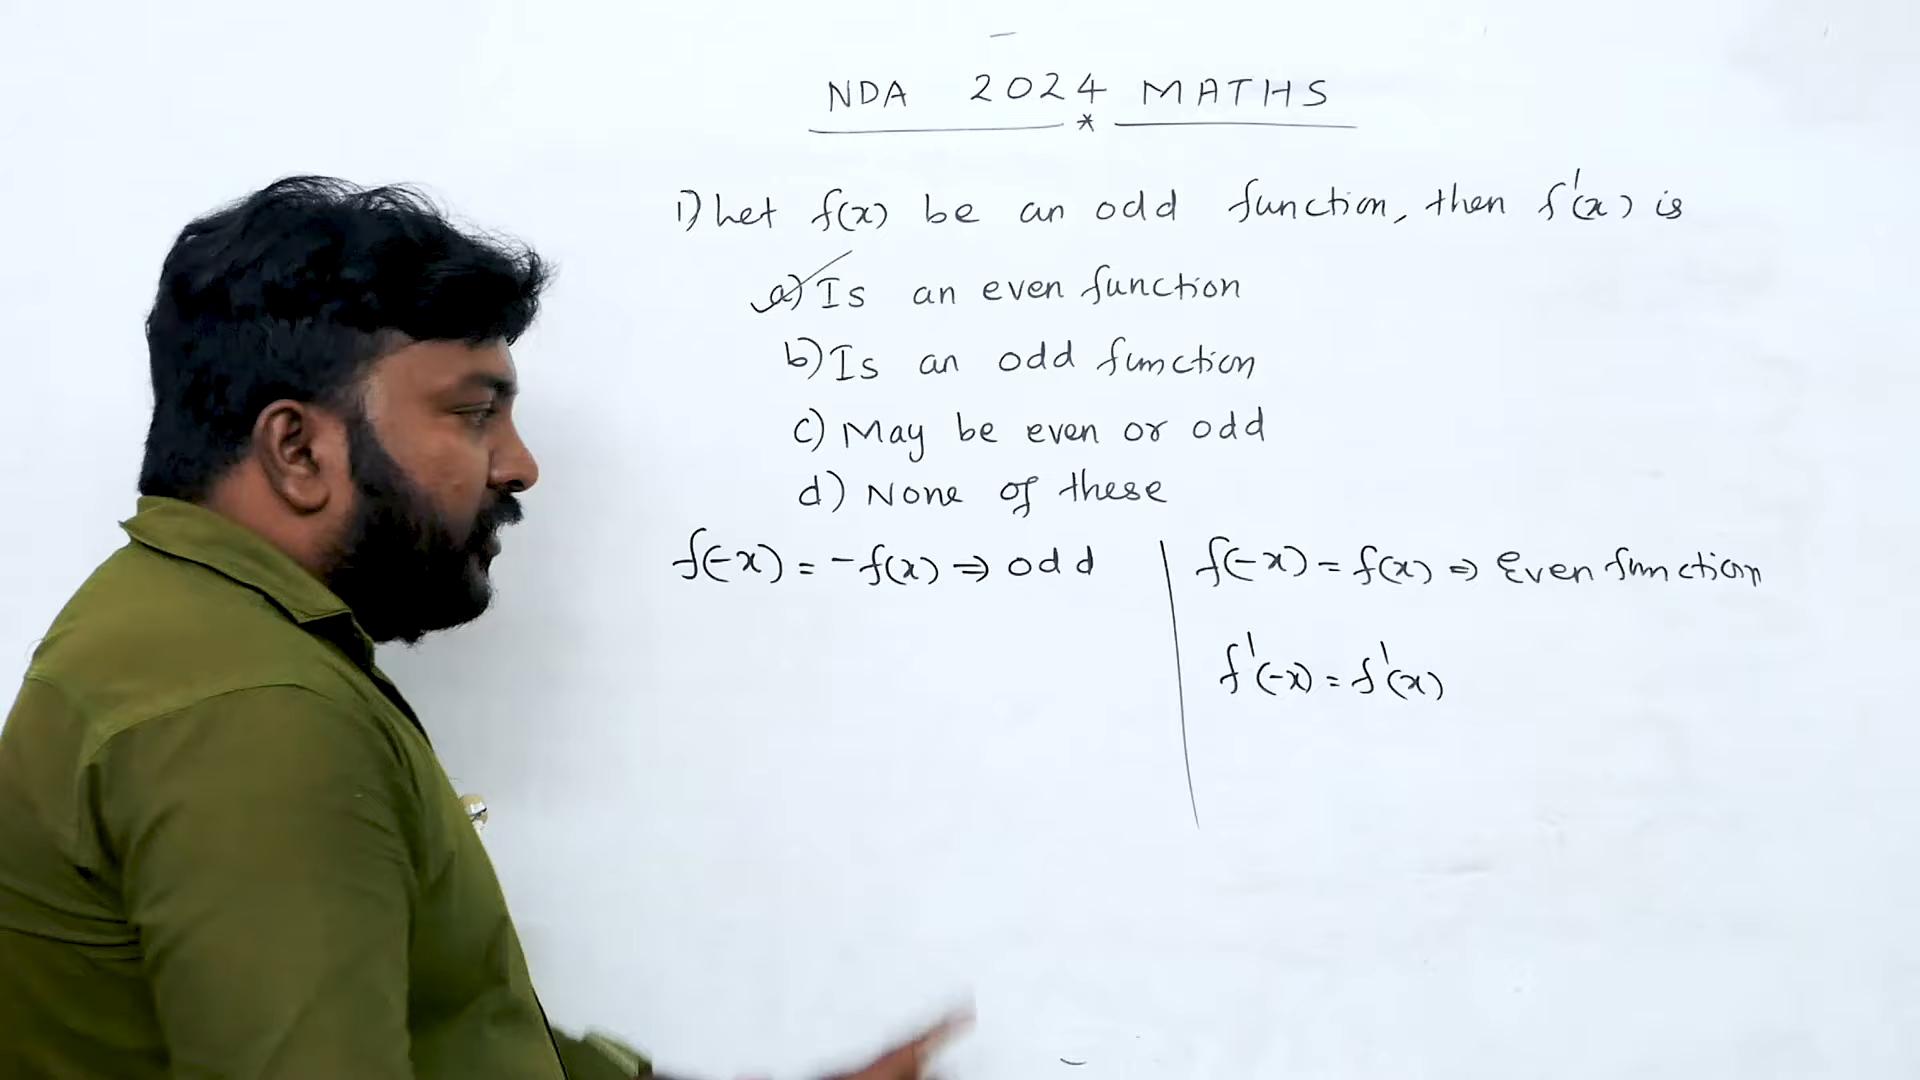 NDA 2024 MATHS
*
1) Let f(x) be an odd function, then f'(x) is
a) Is an even function
b) Is an odd function
c) May be even or odd
d) None of these
f(-x) = -f(x) ⇒ odd
f(-x) = f(x) ⇒ Even function
f'(-x) = f'(x)